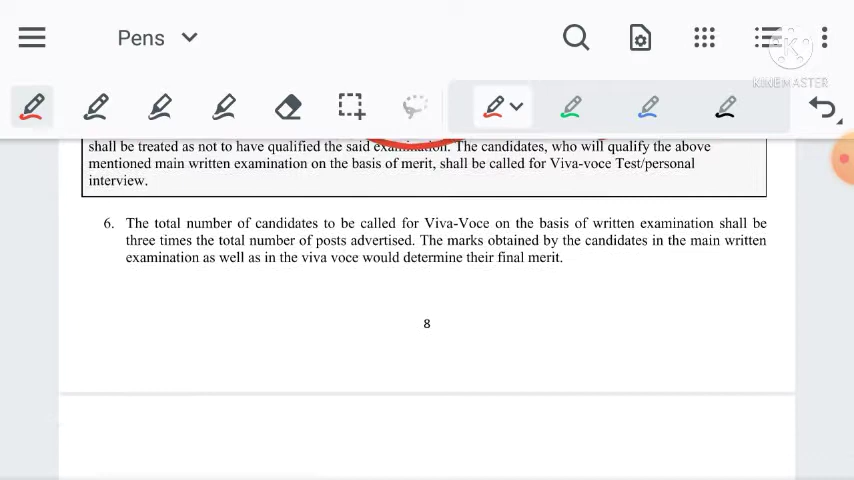 Pens
K
KINEMASTER
shall be treated as not to have qualified the said examination. The candidates, who will qualify the above
mentioned main written examination on the basis of merit, shall be called for Viva-voce Test/personal
interview.
6. The total number of candidates to be called for Viva-Voce on the basis of written examination shall be
three times the total number of posts advertised. The marks obtained by the candidates in the main written
examination as well as in the viva voce would determine their final merit.
8